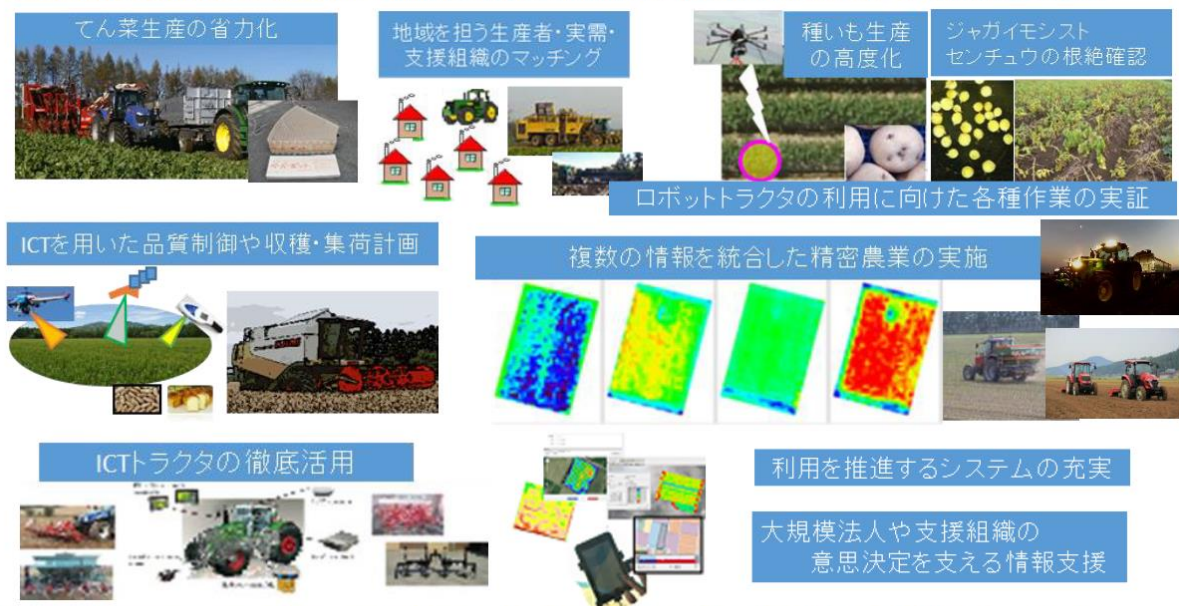 てん菜生産の省力化
地域を担う生産者・実需・
支援組織のマッチング
種いも生産
の高度化
ジャガイモシスト
センチュウの根絶確認
ロボットトラクタの利用に向けた各種作業の実証
ICTを用いた品質制御や収穫・集荷計画
複数の情報を統合した精密農業の実施
ICTトラクタの徹底活用
利用を推進するシステムの充実
大規模法人や支援組織の
意思決定を支える情報支援